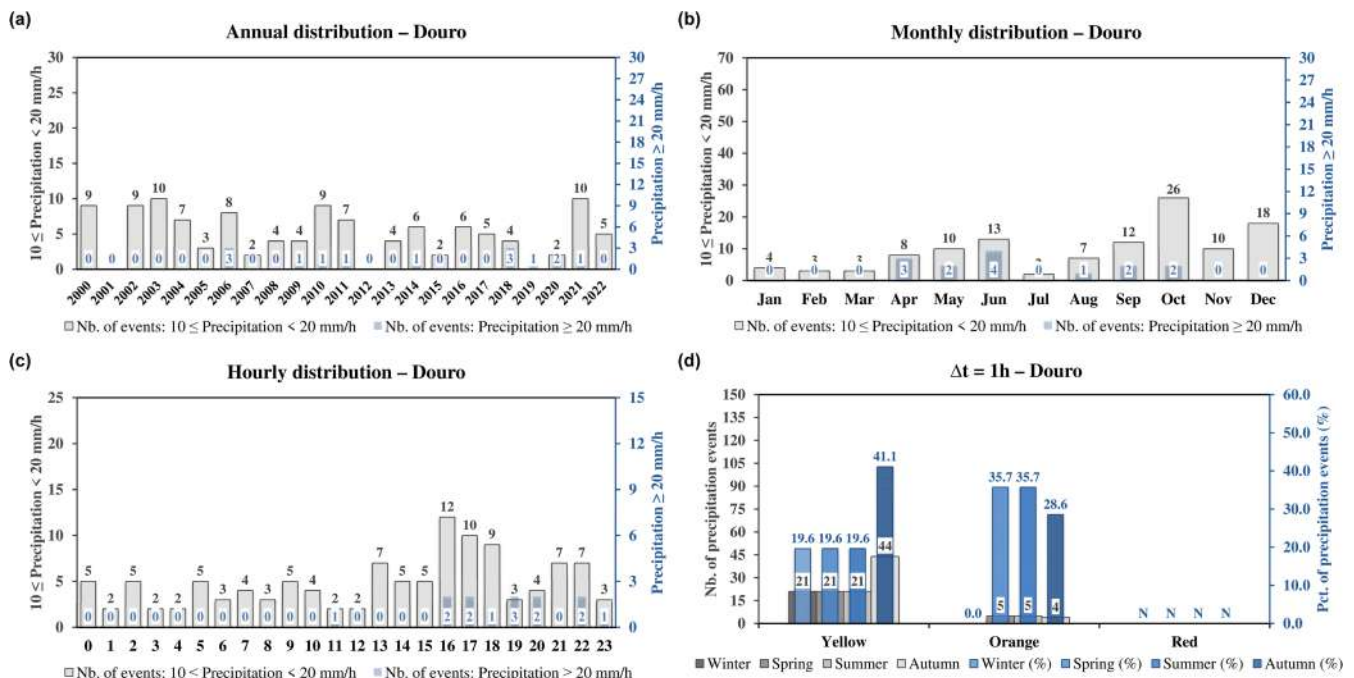 (a)
Annual distribution – Douro
10 ≤ Precipitation < 20 mm/h
30
25
20
15
10
5
0
9 9 10 7 3 8 2 4 4 9 7 4 6 2 6 5 4 2 10 5
0 0 0 0 0 0 3 0 0 1 1 1 0 0 1 0 0 0 3 1 2 1 0
30
27
24
21
18
15
12
9
6
3
0
Precipitation ≥ 20 mm/h
2000 2001 2002 2003 2004 2005 2006 2007 2008 2009 2010 2011 2012 2013 2014 2015 2016 2017 2018 2019 2020 2021 2022
Nb. of events: 10 ≤ Precipitation < 20 mm/h Nb. of events: Precipitation ≥ 20 mm/h
(b)
Monthly distribution – Douro
10 ≤ Precipitation < 20 mm/h
70
60
50
40
30
20
10
0
4 3 3 8 10 13 7 12 26 10 18
0 0 0 3 2 4 0 1 2 2 0 0
30
27
24
21
18
15
12
9
6
3
0
Precipitation ≥ 20 mm/h
Jan Feb Mar Apr May Jun Jul Aug Sep Oct Nov Dec
Nb. of events: 10 ≤ Precipitation < 20 mm/h Nb. of events: Precipitation ≥ 20 mm/h
(c)
Hourly distribution – Douro
10 ≤ Precipitation < 20 mm/h
25
20
15
10
5
0
5 2 5 2 2 5 3 4 3 5 4 2 2 7 5 5 12 10 9 3 4 7 7 3
0 0 0 0 0 0 0 0 0 0 0 1 0 0 0 0 2 2 1 3 2 0 2 1
15
12
9
6
3
0
Precipitation ≥ 20 mm/h
0 1 2 3 4 5 6 7 8 9 10 11 12 13 14 15 16 17 18 19 20 21 22 23
Nb. of events: 10 ≤ Precipitation < 20 mm/h Nb. of events: Precipitation ≥ 20 mm/h
(d)
Δt = 1h – Douro
Nb. of precipitation events
150
135
120
105
90
75
60
45
30
15
0
19.6 19.6 19.6 41.1
21 21 21 44
0.0 35.7 35.7 28.6
5 5 4
N N N N
60.0
50.0
40.0
30.0
20.0
10.0
0.0
Pct. of precipitation events (%)
Yellow Orange Red
Winter Spring Summer Autumn Winter (%) Spring (%) Summer (%) Autumn (%)